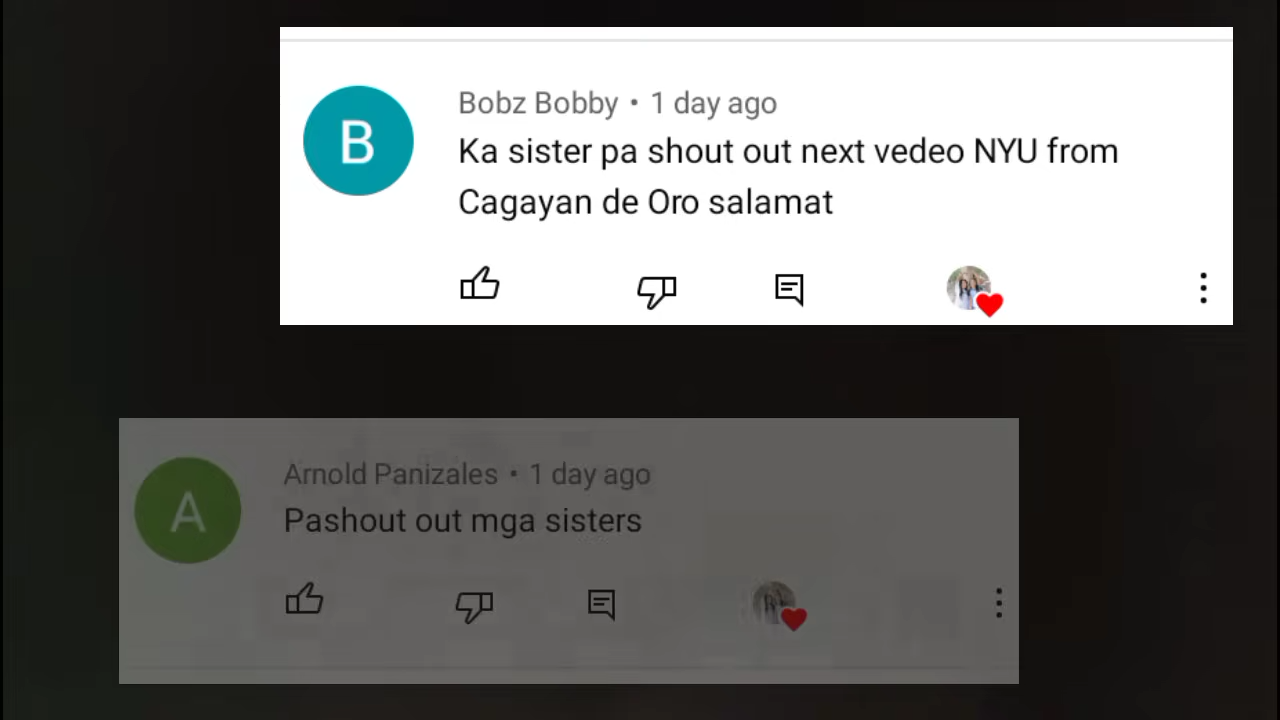 B
Bobz Bobby • 1 day ago
Ka sister pa shout out next vedeo NYU from
Cagayan de Oro salamat
A
Arnold Panizales • 1 day ago
Pashout out mga sisters